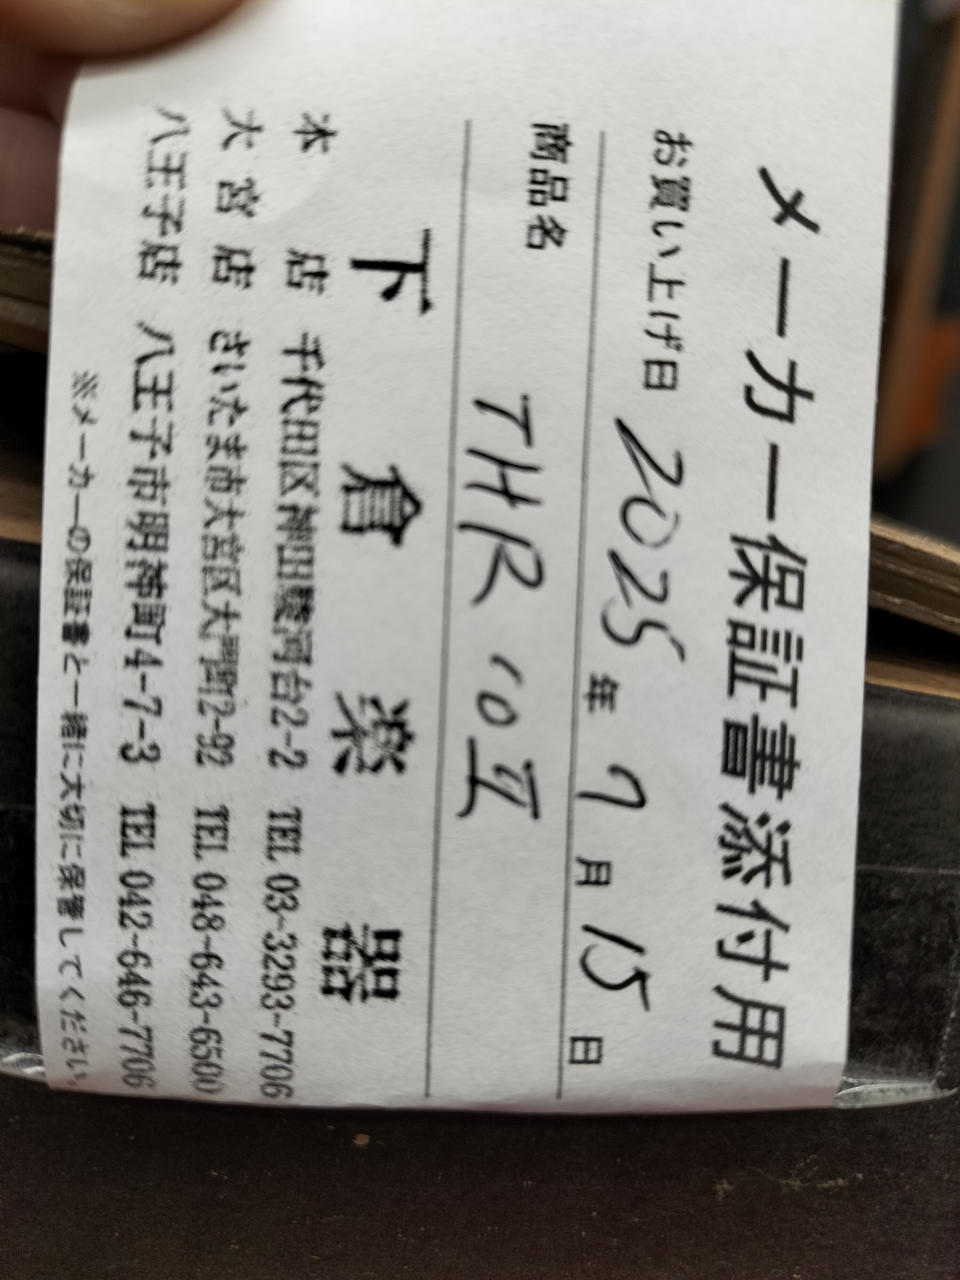 メーカー保証書添付用
お買い上げ日 2025年 7月 15日
商品名 THR 10Ⅱ
下倉楽器
本店 千代田区神田駿河台2-2 TEL 03-3293-7706
大宮店 さいたま市大宮区大門町2-92 TEL 048-643-6500
八王子店 八王子市明神町4-7-3 TEL 042-646-7706
※メーカーの保証書と一緒に大切に保管してください。